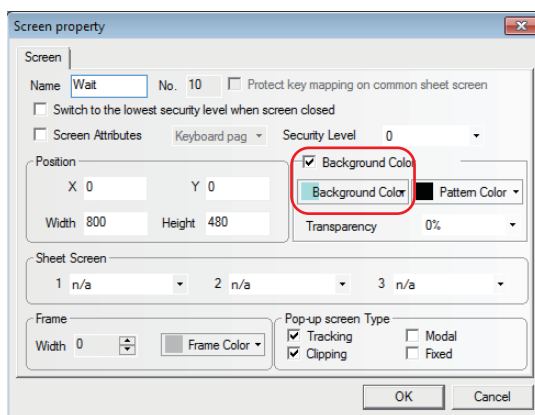 Screen property
Screen
Name Wait No. 10 Protect key mapping on common sheet screen
Switch to the lowest security level when screen closed
Screen Attributes Keyboard pag Security Level 0
Position Background Color
X 0 Y 0 Background Color Pattern Color
Width 800 Height 480 Transparency 0%
Sheet Screen
1 n/a 2 n/a 3 n/a
Frame Pop-up screen Type
Width 0 Frame Color Tracking Modal
Clipping Fixed
OK Cancel